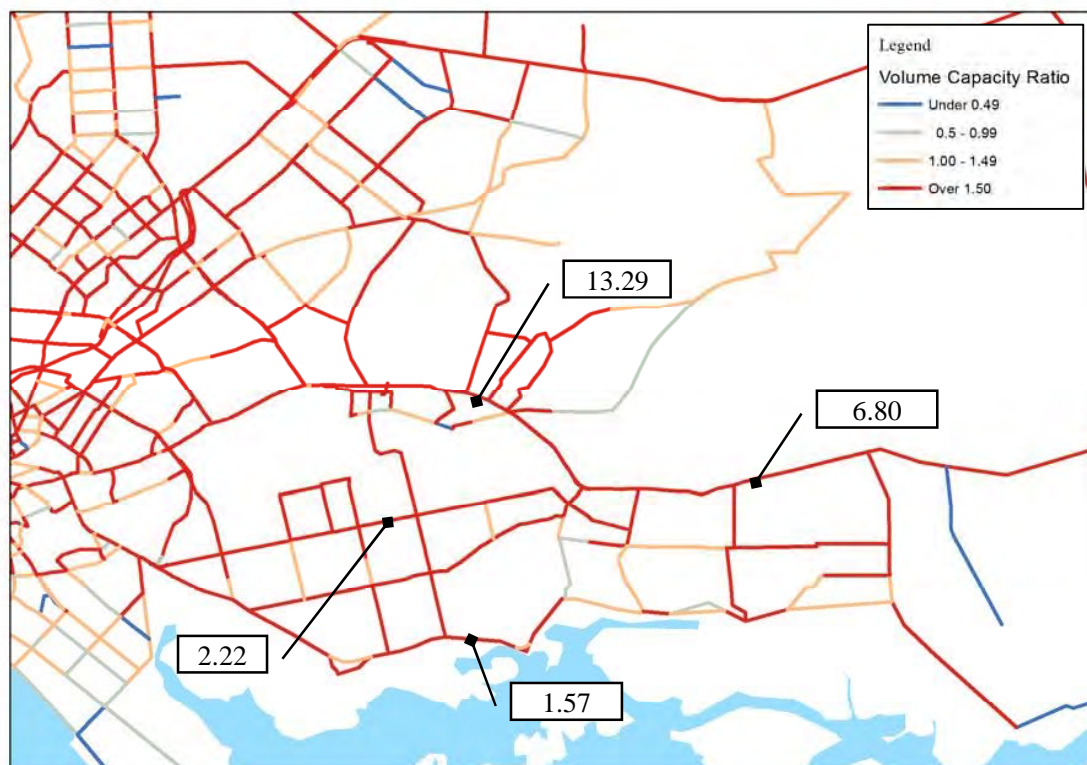 Legend
Volume Capacity Ratio
Under 0.49
0.5 - 0.99
1.00 - 1.49
Over 1.50
13.29
6.80
2.22
1.57